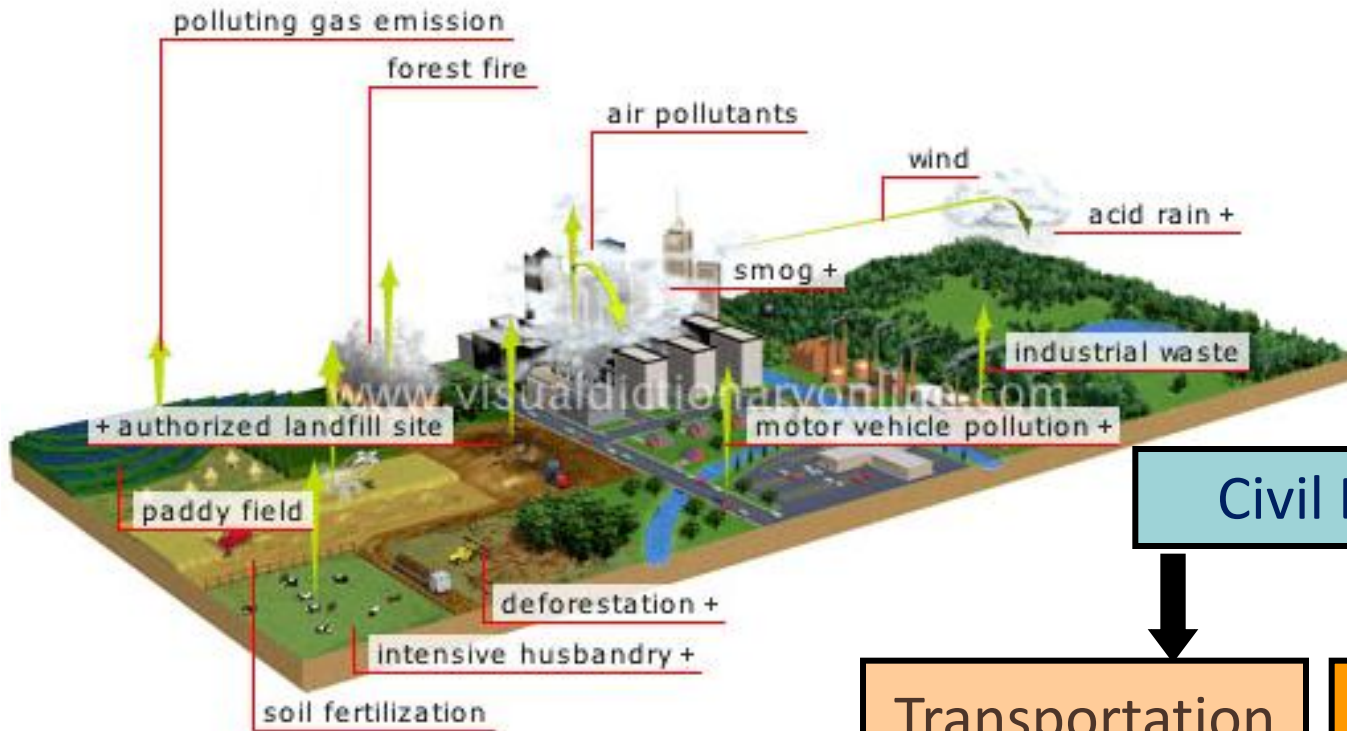 polluting gas emission
forest fire
air pollutants
wind
acid rain +
smog +
industrial waste
www.visualdictionaryonline.com
+ authorized landfill site
motor vehicle pollution +
paddy field
Civil
deforestation +
intensive husbandry +
soil fertilization
Transportation